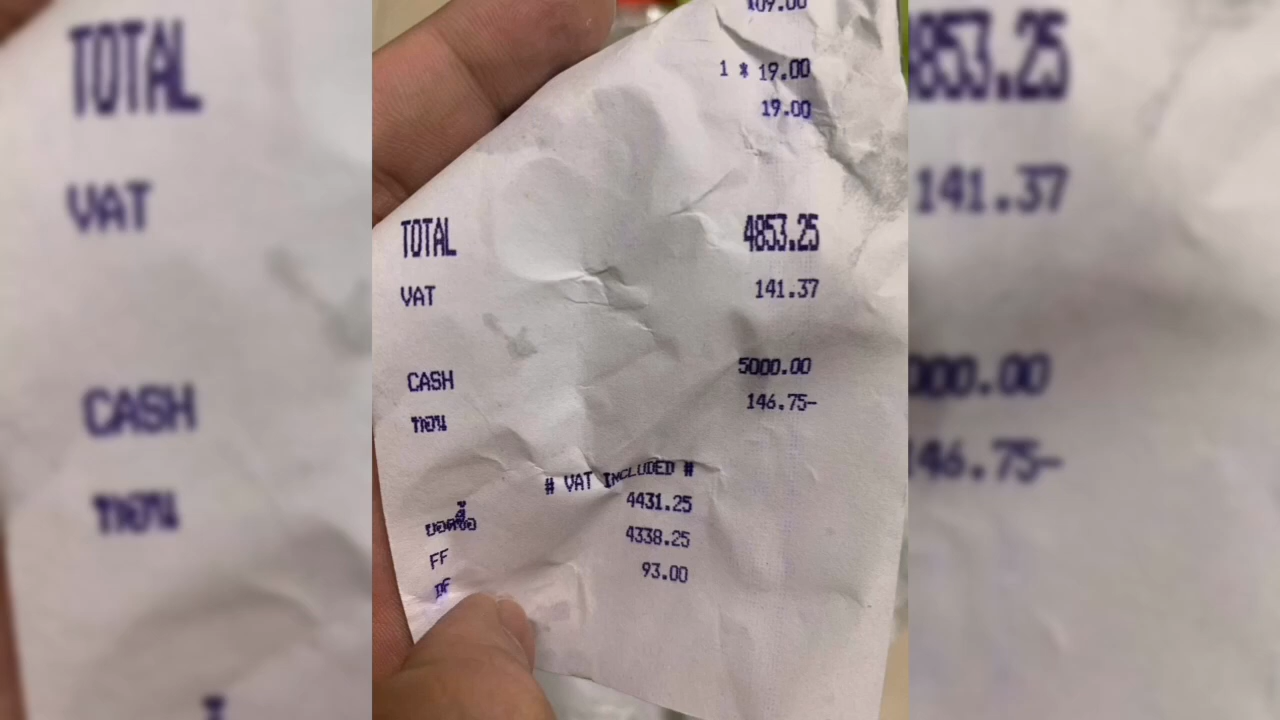 1 * 19.00
19.00
TOTAL 4853.25
VAT 141.37
CASH 5000.00
ทอน 146.75-
# VAT INCLUDED #
ยอดซื้อ 4431.25
FF 4338.25
DF 93.00